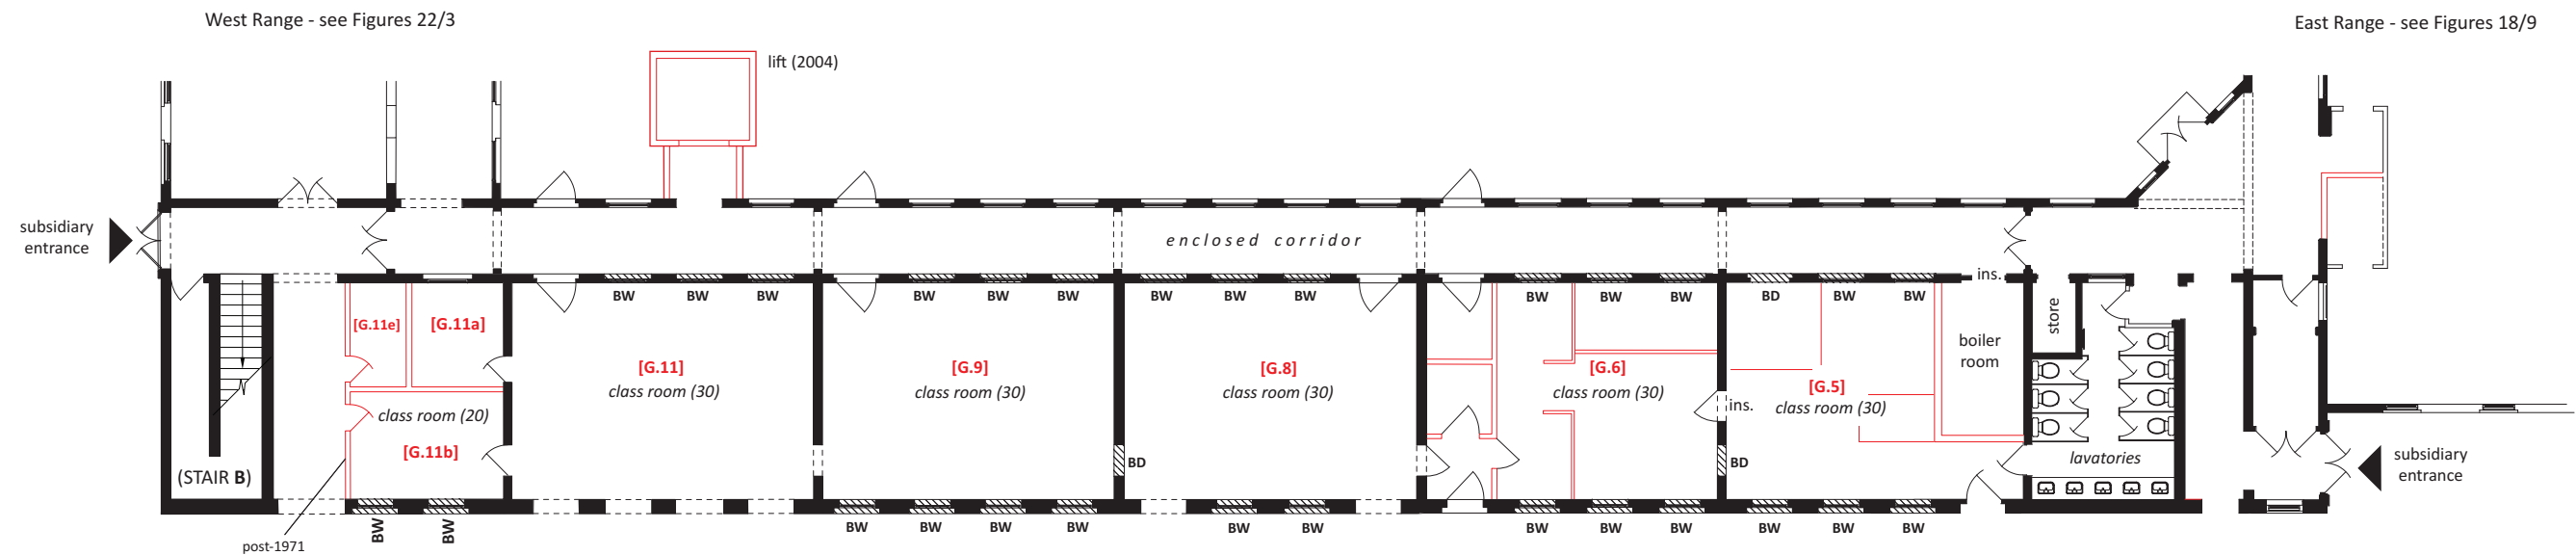 West Range - see Figures 22/3
East Range - see Figures 18/9
lift (2004)
subsidiary
entrance
enclosed corridor
ins.
BW BW BW BW BW BW BW BW BW BW BW BW BD BW BW
[G.11e]
[G.11a]
store
boiler
room
[G.11]
class room (30)
[G.9]
class room (30)
[G.8]
class room (30)
[G.6]
class room (30)
[G.5]
class room (30)
ins.
class room (20)
[G.11b]
(STAIR B)
BD
BD
lavatories
subsidiary
entrance
BW BW BW BW BW BW BW BW BW BW BW BW BW BW
post-1971